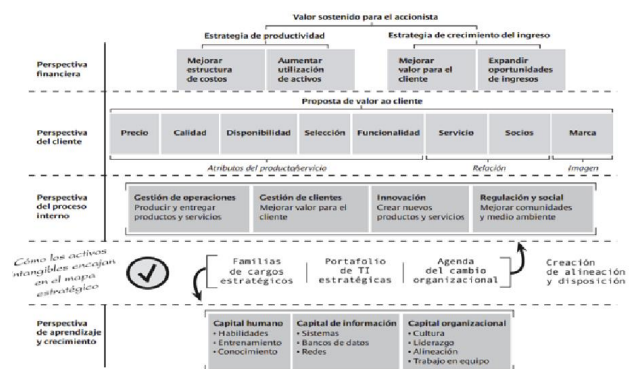 Valor sostenido para el accionista
Estrategia de productividad
Estrategia de crecimiento del ingreso
Perspectiva
financiera
Mejorar
estructura
de costos
Aumentar
utilización
de activos
Mejorar
valor para el
cliente
Expandir
oportunidades
de ingresos
Proposta de valor ao cliente
Perspectiva
del cliente
Precio
Calidad
Disponibilidad
Selección
Funcionalidad
Servicio
Socios
Marca
Atributos del producto/servicio
Relación
Imagen
Perspectiva
del proceso
interno
Gestión de operaciones
Producir y entregar
productos y servicios
Gestión de clientes
Mejorar valor para el
cliente
Innovación
Crear nuevos
productos y servicios
Regulación y social
Mejorar comunidades
y medio ambiente
Cómo los activos
intangibles encajan
en el mapa
estratégico
Familias
de cargos
estratégicos
Portafolio
de TI
estratégicas
Agenda
del cambio
organizacional
Creación
de alineación
y disposición
Perspectiva
de aprendizaje
y crecimiento
Capital humano
• Habilidades
• Entrenamiento
• Conocimiento
Capital de información
• Sistemas
• Bancos de datos
• Redes
Capital organizacional
• Cultura
• Liderazgo
• Alineación
• Trabajo en equipo